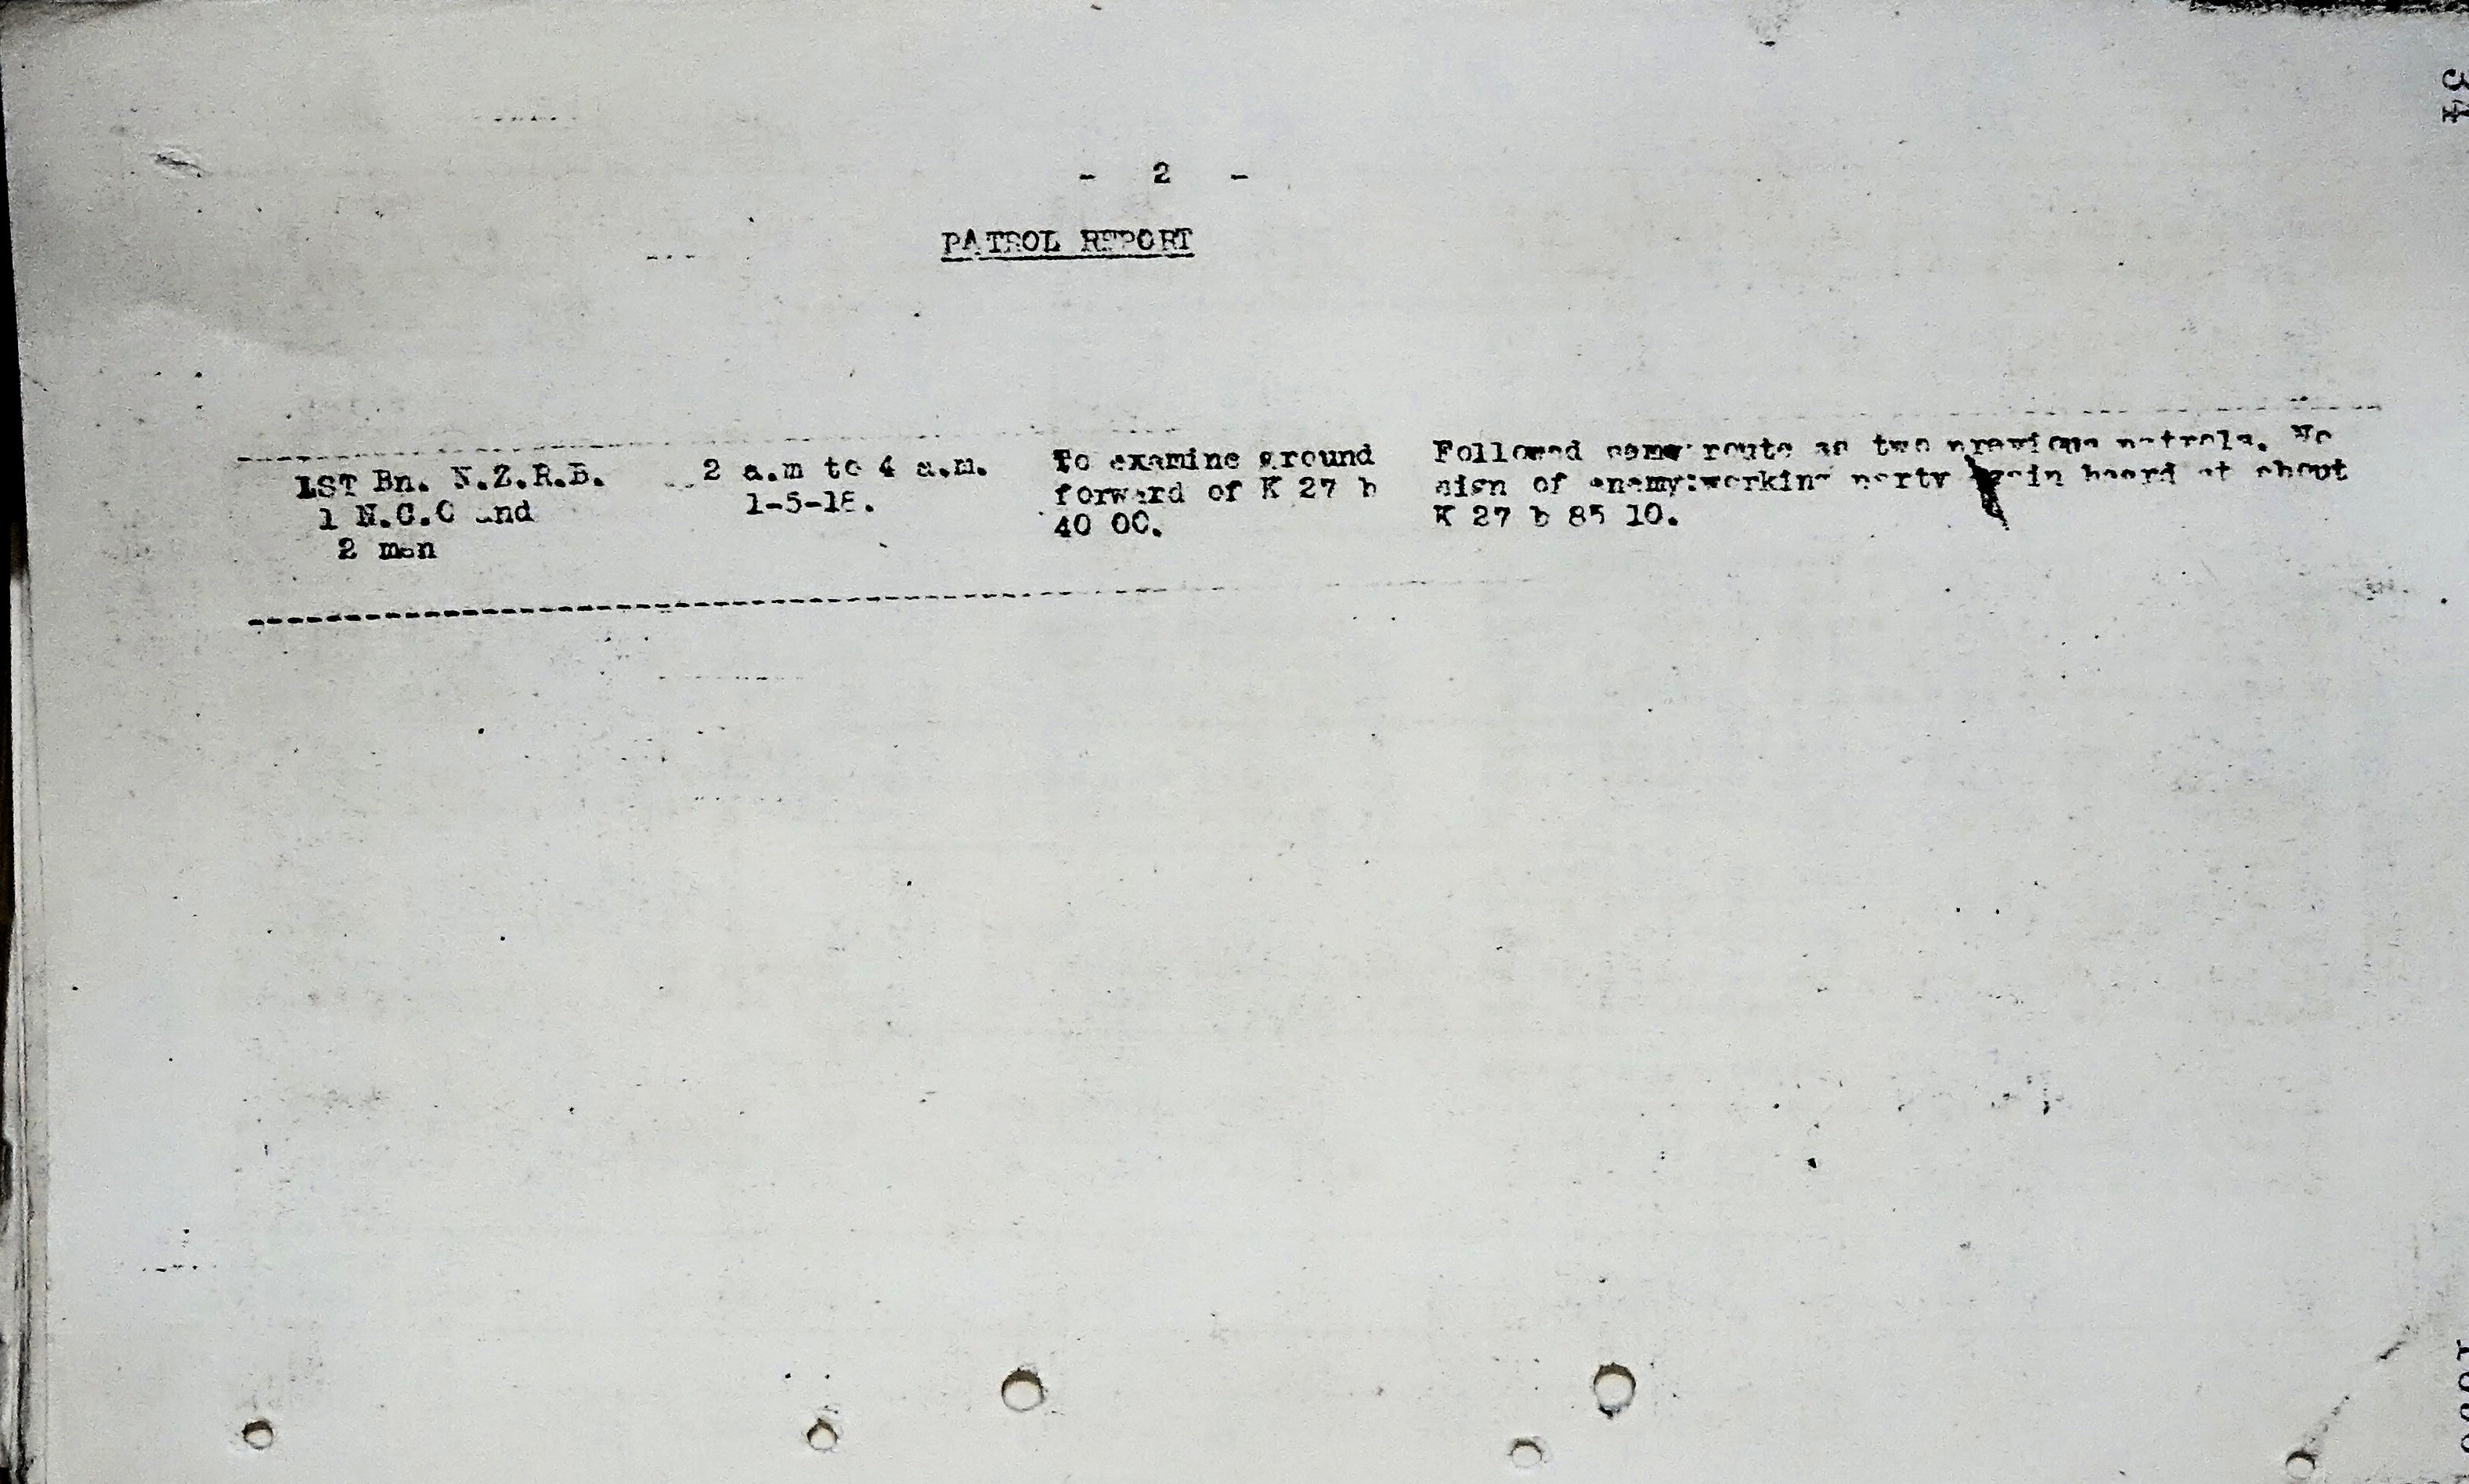 - 2 -
PATROL REPORT
1ST Bn. N.Z.R.B.
1 N.C.O and
2 men
2 a.m to 4 a.m.
1-5-18.
To examine ground
forward of K 27 b
40 00.
Followed same route as two previous patrols. No
sign of enemy:working party again heard at about
K 27 b 85 10.
34